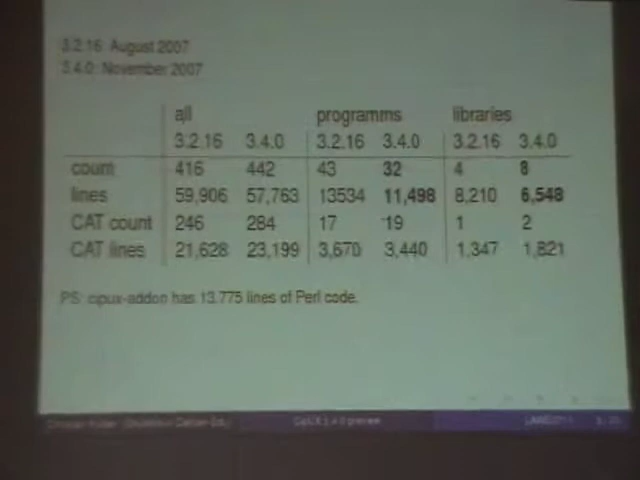 3.2.16: August 2007
3.4.0: November 2007
all programms libraries
3.2.16 3.4.0 3.2.16 3.4.0 3.2.16 3.4.0
count 416 442 43 32 4 8
lines 59,906 57,763 13534 11,498 8,210 6,548
CAT count 246 284 17 19 1 2
CAT lines 21,628 23,199 3,670 3,440 1,347 1,821
PS: cipux-addon has 13.775 lines of Perl code.